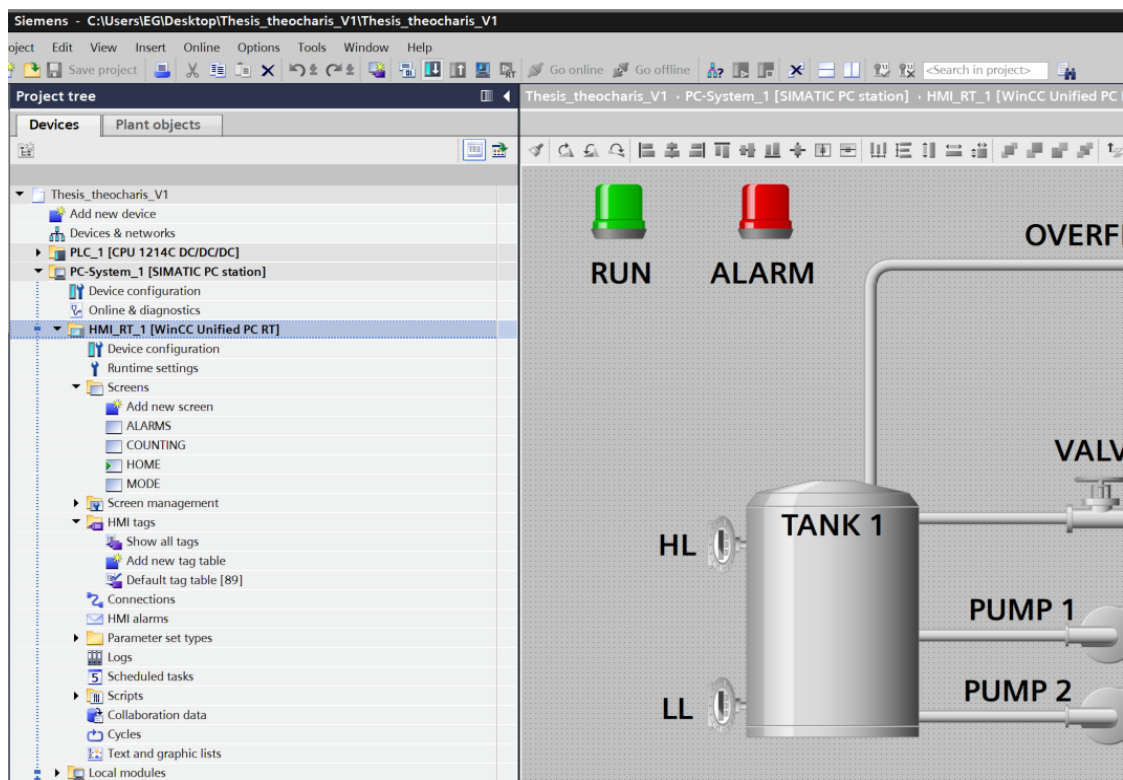 Siemens - C:\Users\EG\Desktop\Thesis_theocharis_V1\Thesis_theocharis_V1
oject Edit View Insert Online Options Tools Window Help
Save project Go online Go offline <Search in project>
Project tree
Thesis_theocharis_V1 PC-System_1 [SIMATIC PC station] HMI_RT_1 [WinCC Unified PC
Devices Plant objects
Thesis_theocharis_V1
Add new device
Devices & networks
PLC_1 [CPU 1214C DC/DC/DC]
PC-System_1 [SIMATIC PC station]
Device configuration
Online & diagnostics
HMI_RT_1 [WinCC Unified PC RT]
Device configuration
Runtime settings
Screens
Add new screen
ALARMS
COUNTING
HOME
MODE
Screen management
HMI tags
Show all tags
Add new tag table
Default tag table [89]
Connections
HMI alarms
Parameter set types
Logs
Scheduled tasks
Scripts
Collaboration data
Cycles
Text and graphic lists
Local modules
RUN ALARM
OVERF
VALV
TANK 1
HL
PUMP 1
PUMP 2
LL